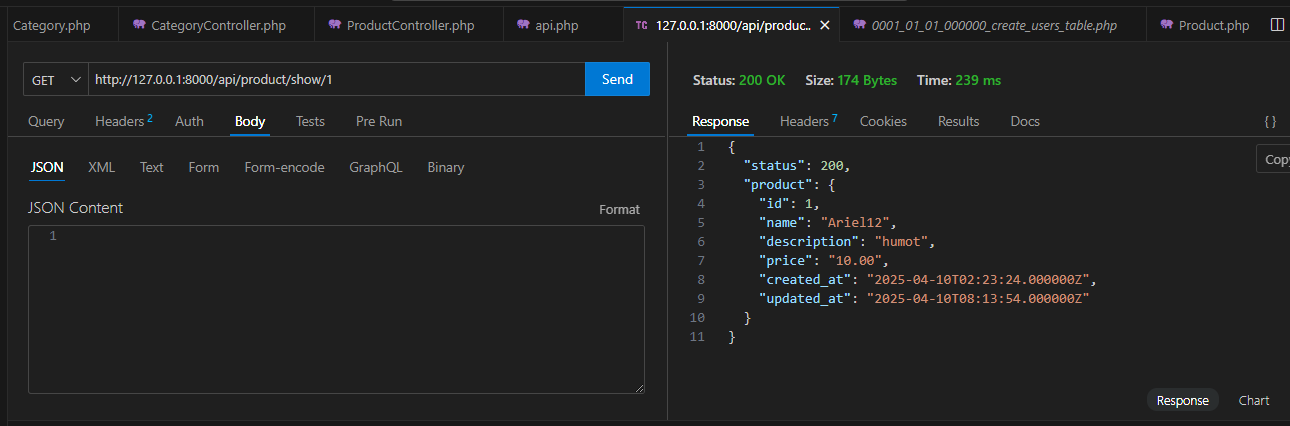 Category.php CategoryController.php ProductController.php api.php TC 127.0.0.1:8000/api/produc.. 0001_01_01_000000_create_users_table.php Product.php
GET http://127.0.0.1:8000/api/product/show/1 Send
Query Headers 2 Auth Body Tests Pre Run
JSON XML Text Form Form-encode GraphQL Binary
JSON Content Format
1
Status: 200 OK Size: 174 Bytes Time: 239 ms
Response Headers 7 Cookies Results Docs { }
Copy
1 {
2 "status": 200,
3 "product": {
4 "id": 1,
5 "name": "Ariel12",
6 "description": "humot",
7 "price": "10.00",
8 "created_at": "2025-04-10T02:23:24.000000Z",
9 "updated_at": "2025-04-10T08:13:54.000000Z"
10 }
11 }
Response Chart